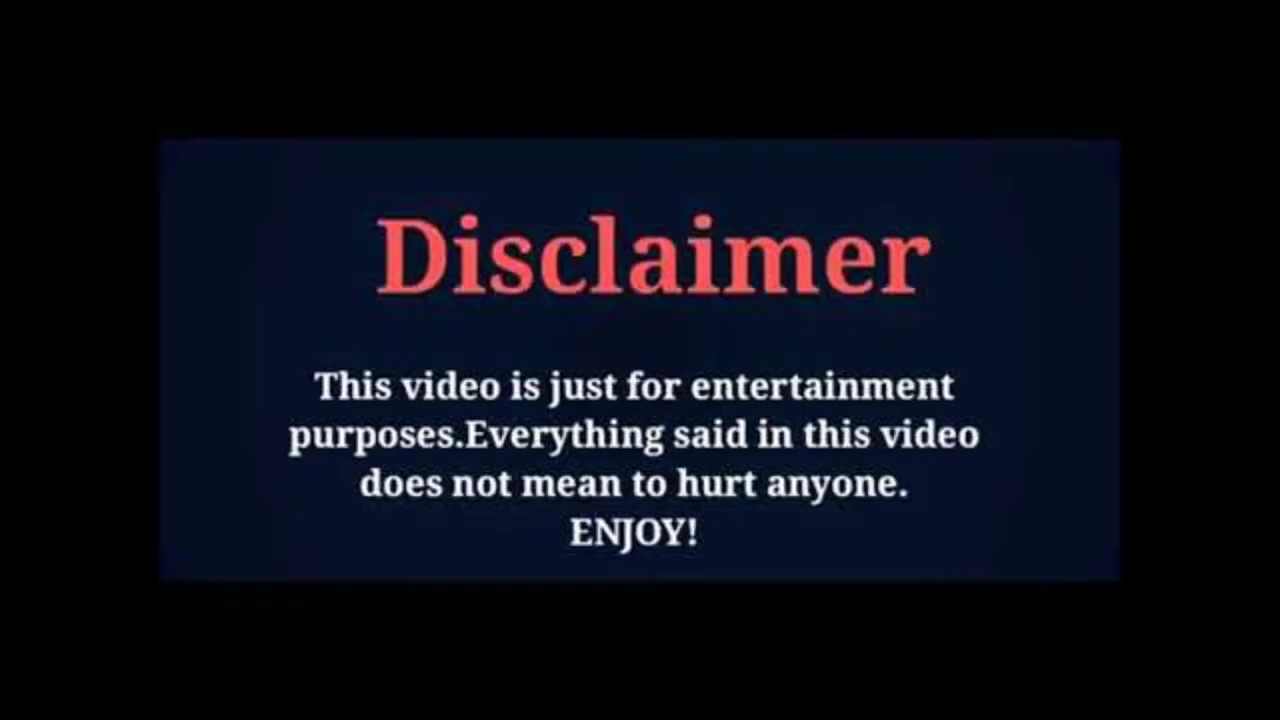 Disclaimer
This video is just for entertainment
purposes.Everything said in this video
does not mean to hurt anyone.
ENJOY!